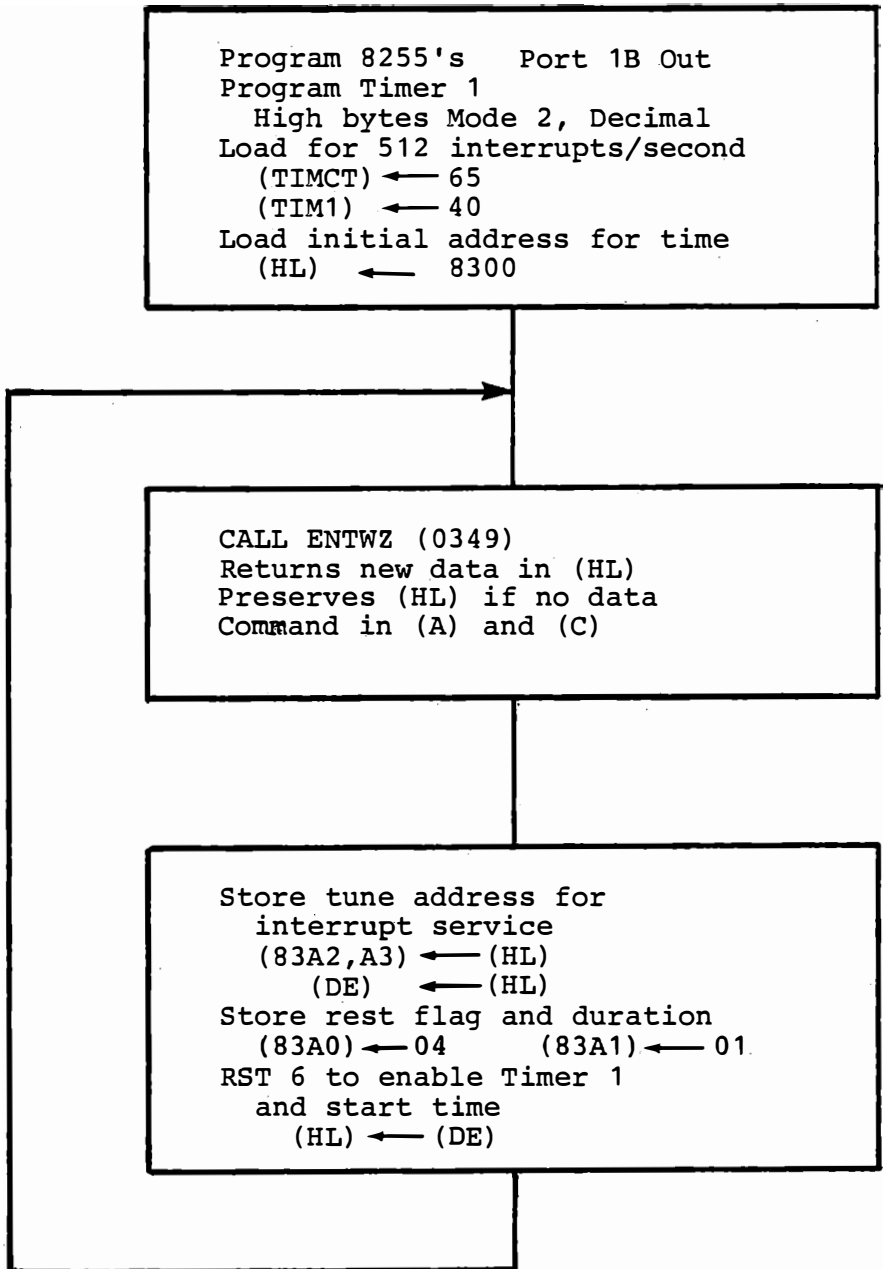 Program 8255's Port 1B Out
Program Timer 1
High bytes Mode 2, Decimal
Load for 512 interrupts/second
(TIMCT) ← 65
(TIM1) ← 40
Load initial address for time
(HL) ← 8300
CALL ENTWZ (0349)
Returns new data in (HL)
Preserves (HL) if no data
Command in (A) and (C)
Store tune address for
interrupt service
(83A2,A3) ← (HL)
(DE) ← (HL)
Store rest flag and duration
(83A0) ← 04 (83A1) ← 01
RST 6 to enable Timer 1
and start time
(HL) ← (DE)